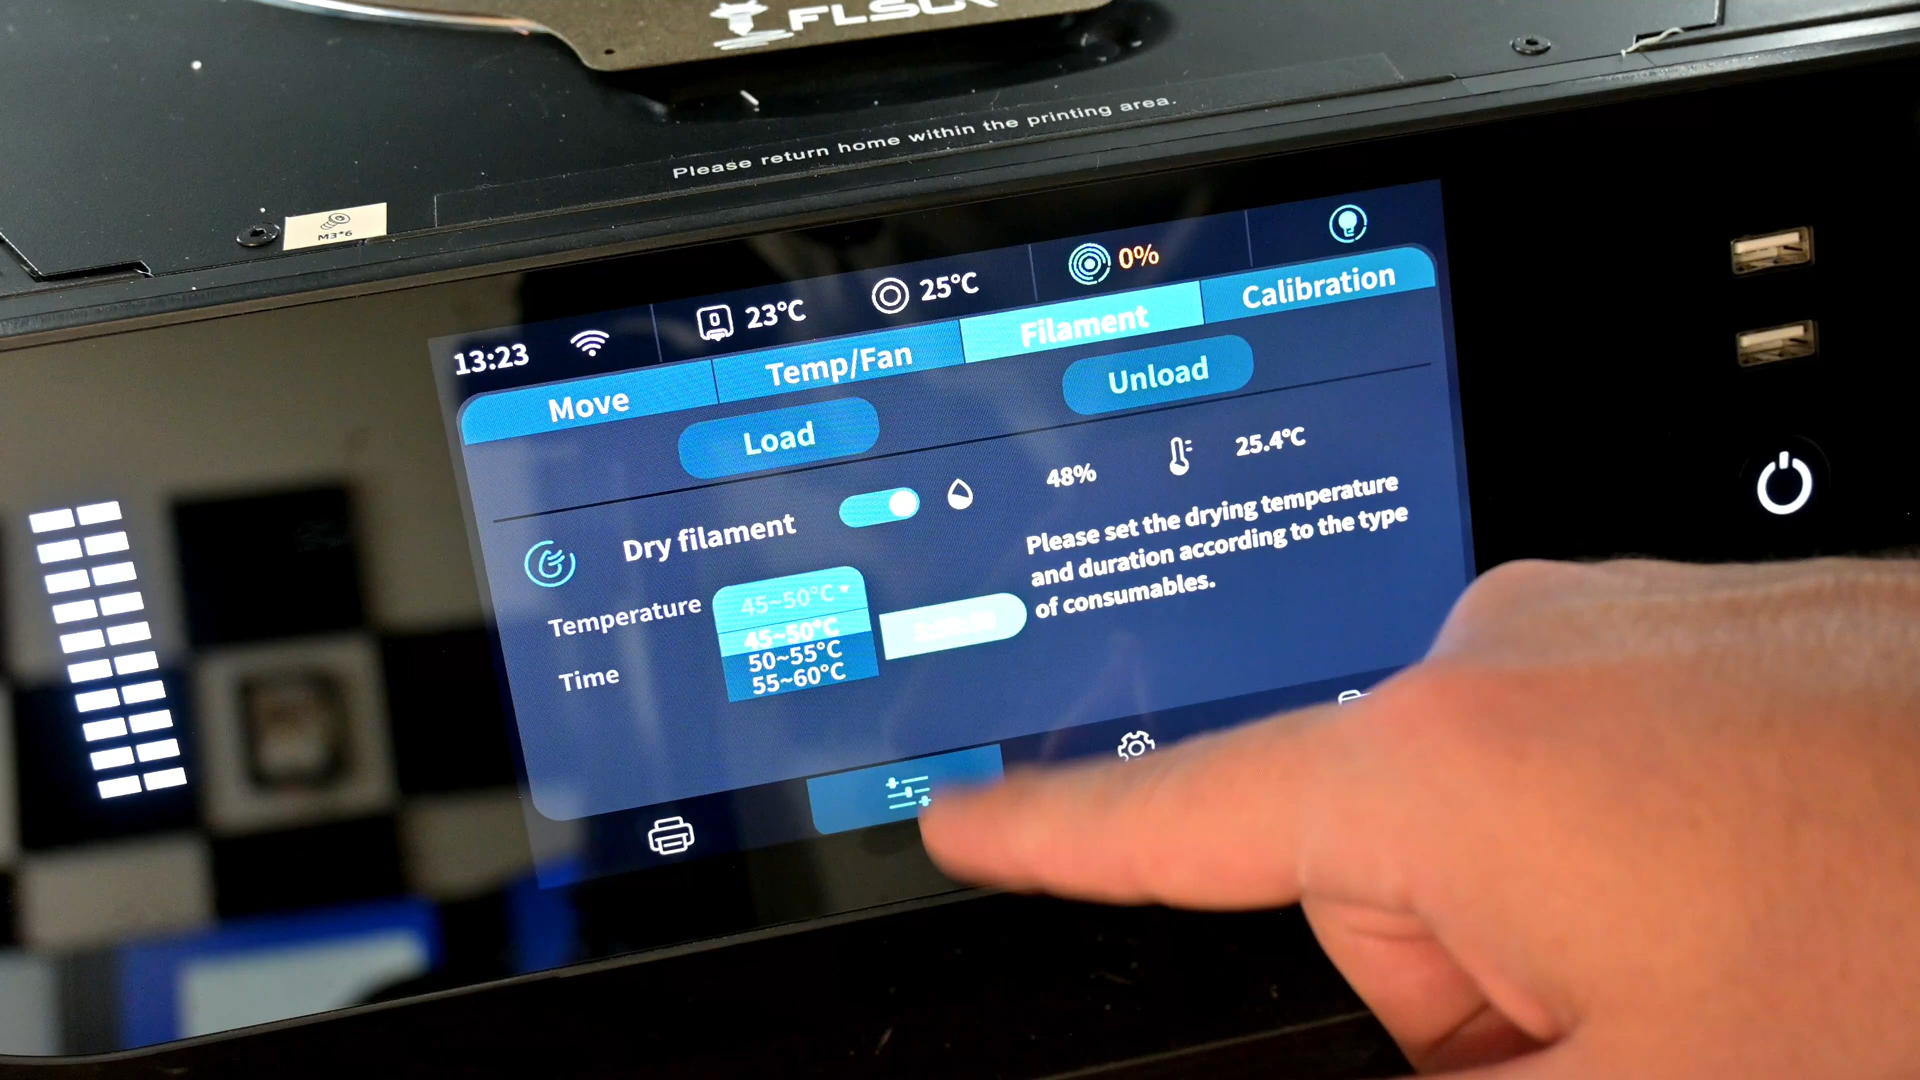 Please return home within the printing area.
M3*6
13:23
0
23°C
25°C
0%
Move
Temp/Fan
Filament
Calibration
Load
Unload
Dry filament
48%
25.4°C
Please set the drying temperature
and duration according to the type
of consumables.
Temperature
45~50°C
45~50°C
50~55°C
55~60°C
Time